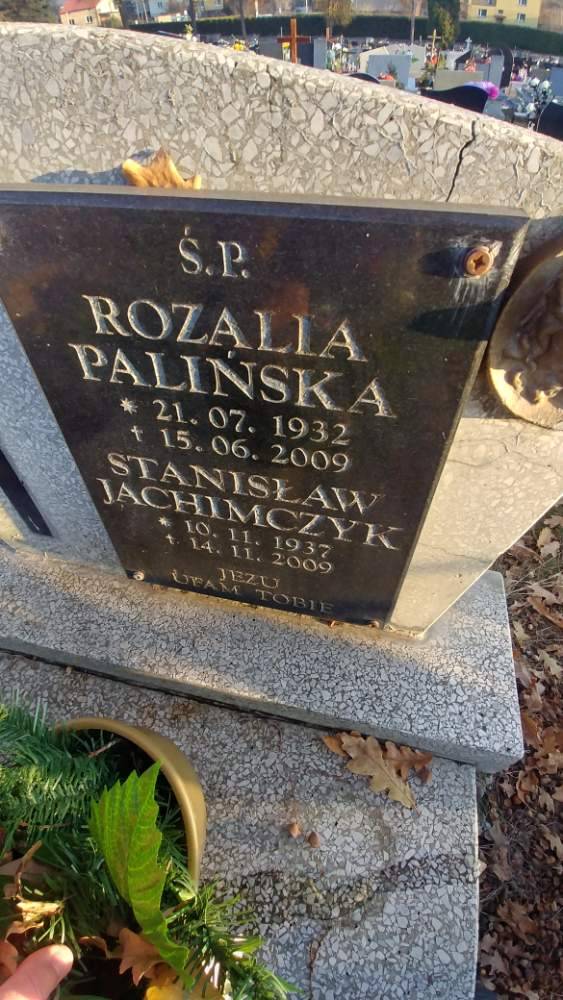 Ś.P.
ROZALIA
PALIŃSKA
* 21. 07. 1932
† 15. 06. 2009
STANISŁAW
JACHIMCZYK
* 10. 11. 1937
† 14. 11. 2009
JEZU
UFAM TOBIE